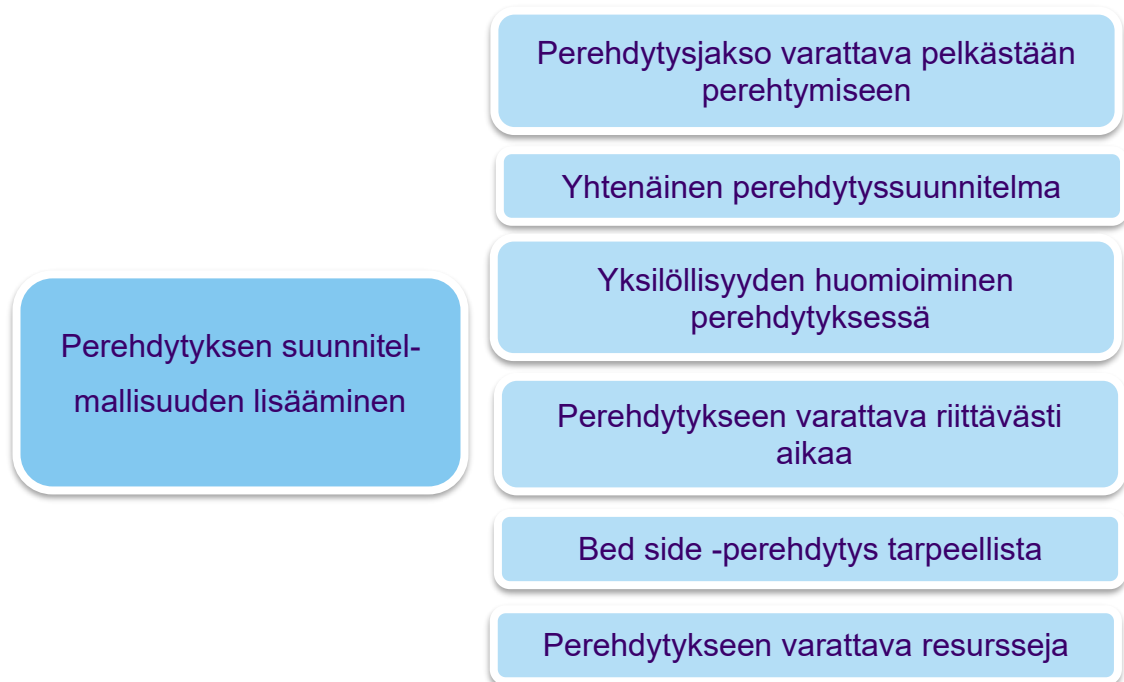 Perehdytyksen suunnitel-
mallisuuden lisääminen
Perehdytysjakso varattava pelkästään
perehtymiseen
Yhtenäinen perehdytyssuunnitelma
Yksilöllisyyden huomioiminen
perehdytyksessä
Perehdytykseen varattava riittävästi
aikaa
Bed side -perehdytys tarpeellista
Perehdytykseen varattava resursseja